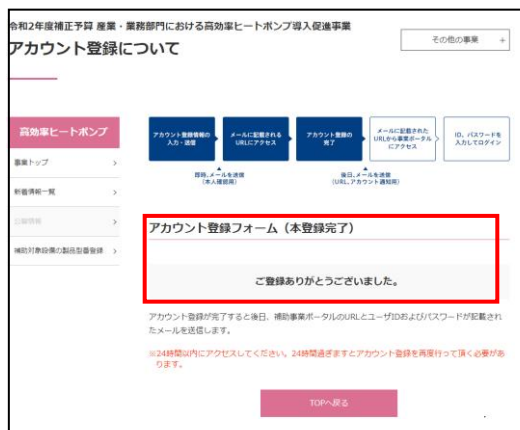 令和2年度補正予算 産業・業務部門における高効率ヒートポンプ導入促進事業
アカウント登録について
その他の事業 +
高効率ヒートポンプ
事業トップ >
新着情報一覧 >
公募情報 >
補助対象設備の製品型番登録 >
アカウント登録情報の
入力・送信
メールに記載される
URLにアクセス
アカウント登録の
完了
メールに記載された
URLから事業ポータル
にアクセス
ID、パスワードを
入力してログイン
即時、メールを送信
(本人確認用)
後日、メールを送信
(URL、アカウント通知用)
アカウント登録フォーム(本登録完了)
ご登録ありがとうございました。
アカウント登録が完了すると後日、補助事業ポータルのURLとユーザIDおよびパスワードが記載され
たメールを送信します。
※24時間以内にアクセスしてください。24時間過ぎますとアカウント登録を再度行って頂く必要があ
ります。
TOPへ戻る